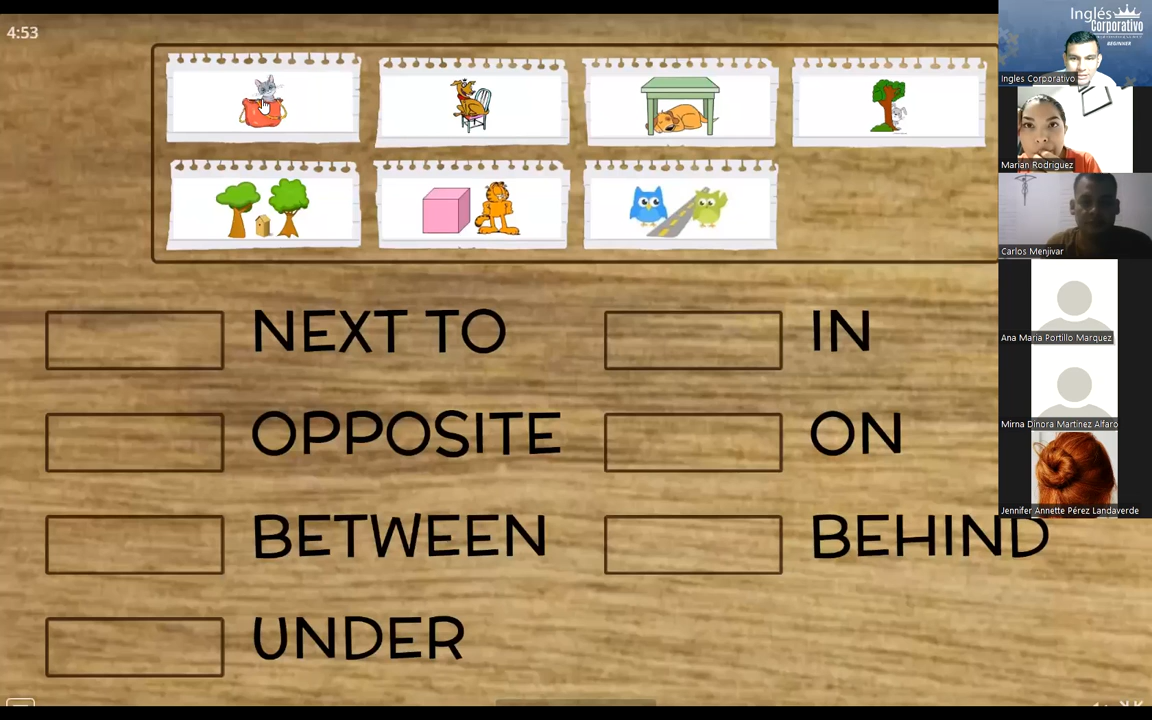 4:53
NEXT TO
IN
OPPOSITE
ON
BETWEEN
BEHIND
UNDER
Inglés
Corporativo
BEGINNER
Ingles Corporativo
Marian Rodriguez
Carlos Menjivar
Ana Maria Portillo Marquez
Mirna Dinora Martinez Alfaro
Jennifer Annette Pérez Landaverde